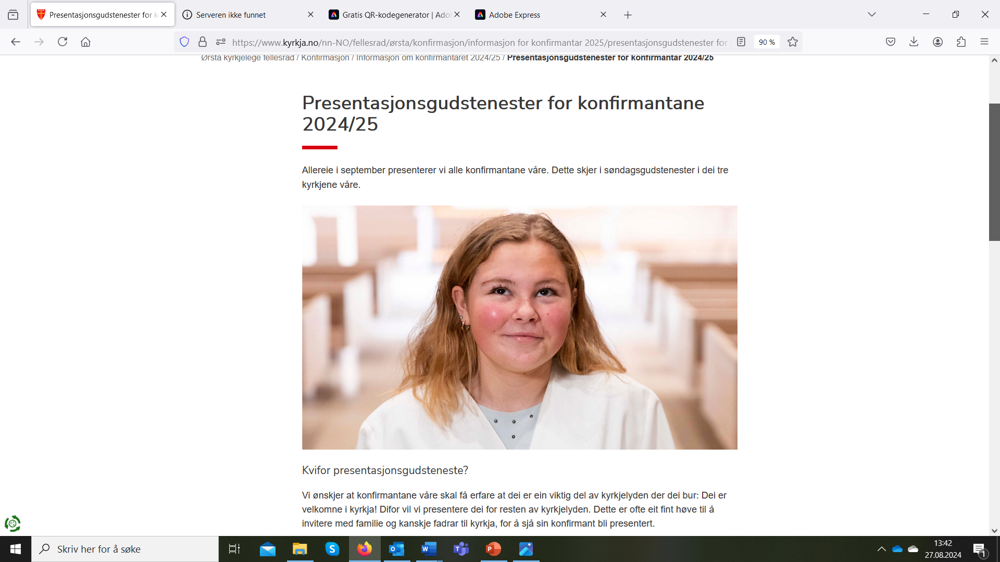 Presentasjonsgudstenester for k
Serveren ikke funnet
Gratis QR-kodegenerator | Adol
Adobe Express
https://www.kyrkja.no/nn-NO/fellesrad/ørsta/konfirmasjon/informasjon for konfirmantar 2025/presentasjonsgudstenester for
90 %
Ørsta kyrkjelege fellesråd / Konfirmasjon / Informasjon om konfirmantåret 2024/25 / Presentasjonsgudstenester for konfirmantar 2024/25
Presentasjonsgudstenester for konfirmantane
2024/25
Allereie i september presenterer vi alle konfirmantane våre. Dette skjer i søndagsgudstenester i dei tre
kyrkjene våre.
Kvifor presentasjonsgudsteneste?
Vi ønskjer at konfirmantane våre skal få erfare at dei er ein viktig del av kyrkjelyden der dei bur: Dei er
velkomne i kyrkja! Difor vil vi presentere dei for resten av kyrkjelyden. Dette er ofte eit fint høve til å
invitere med familie og kanskje fadrar til kyrkja, for å sjå sin konfirmant bli presentert.
Skriv her for å søke
13:42
27.08.2024
1